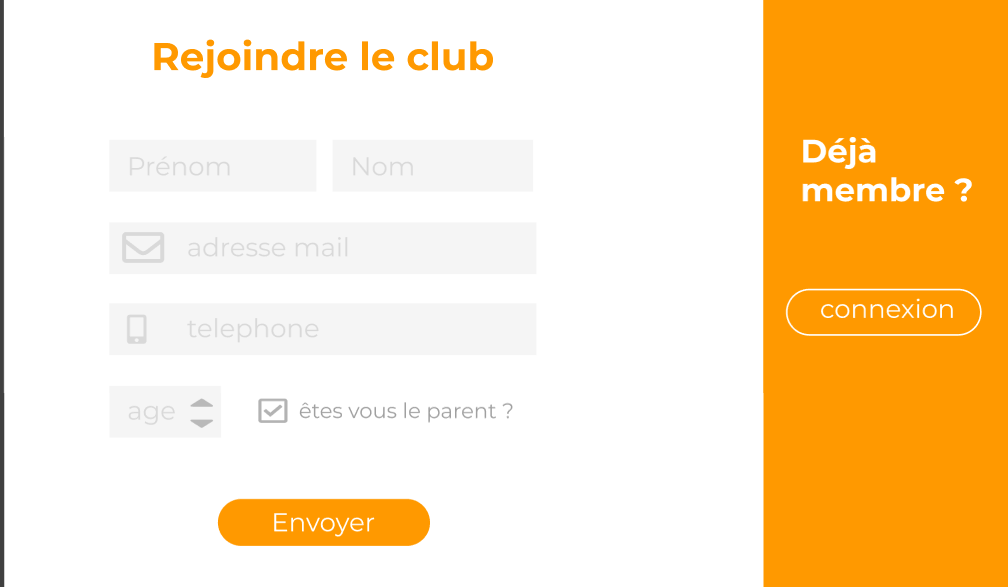 Rejoindre le club
Prénom
Nom
adresse mail
telephone
age
êtes vous le parent ?
Envoyer
Déjà
membre ?
connexion